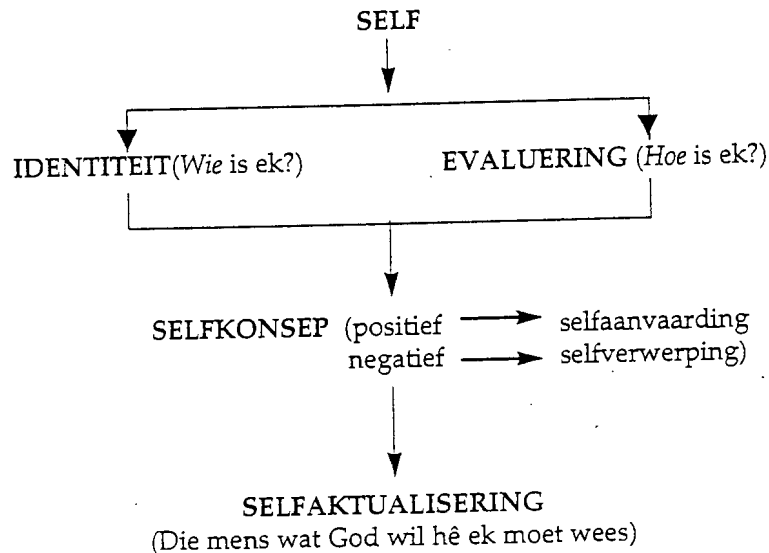 SELF
IDENTITEIT(Wie is ek?) EVALUERING (Hoe is ek?)
SELFKONSEP (positief selfaanvaarding
negatief selfverwerping)
SELFAKTUALISERING
(Die mens wat God wil hê ek moet wees)